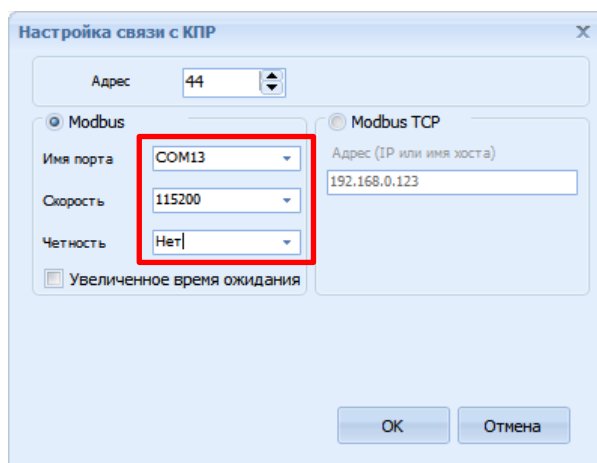 Настройка связи с КПР
Адрес 44
Modbus
Имя порта COM13
Скорость 115200
Четность Нет
Увеличенное время ожидания
Modbus TCP
Адрес (IP или имя хоста)
192.168.0.123
OK Отмена